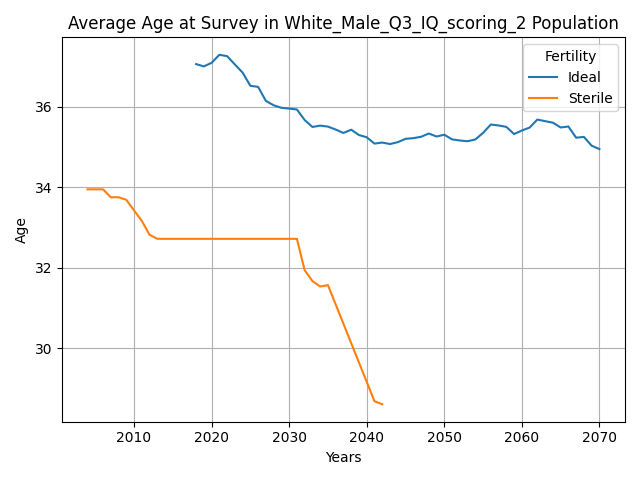 Average Age at Survey in White_Male_Q3_IQ_scoring_2 Population
Fertility
Ideal
Sterile
Age
36
34
32
30
2010 2020 2030 2040 2050 2060 2070
Years